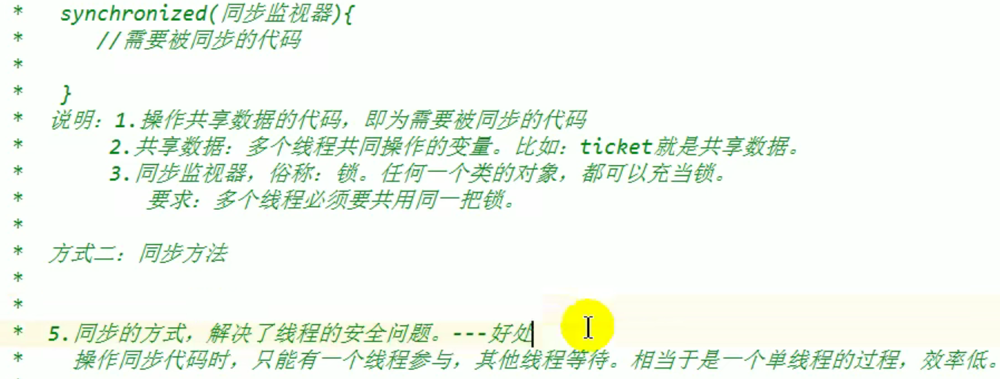 * synchronized(同步监视器){
* //需要被同步的代码
*
* }
* 说明：1.操作共享数据的代码，即为需要被同步的代码
* 2.共享数据：多个线程共同操作的变量。比如：ticket就是共享数据。
* 3.同步监视器，俗称：锁。任何一个类的对象，都可以充当锁。
* 要求：多个线程必须要共用同一把锁。
*
* 方式二：同步方法
*
*
* 5.同步的方式，解决了线程的安全问题。---好处
* 操作同步代码时，只能有一个线程参与，其他线程等待。相当于是一个单线程的过程，效率低。